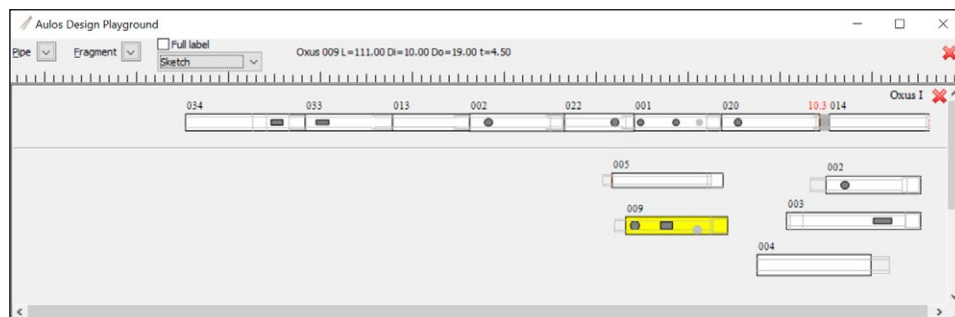 Aulos Design Playground
Pipe Fragment Full label Sketch Oxus 009 L=111.00 Di=10.00 Do=19.00 t=4.50
Oxus I
034 033 013 002 022 001 020 10.3 014
005 002
009 003
004